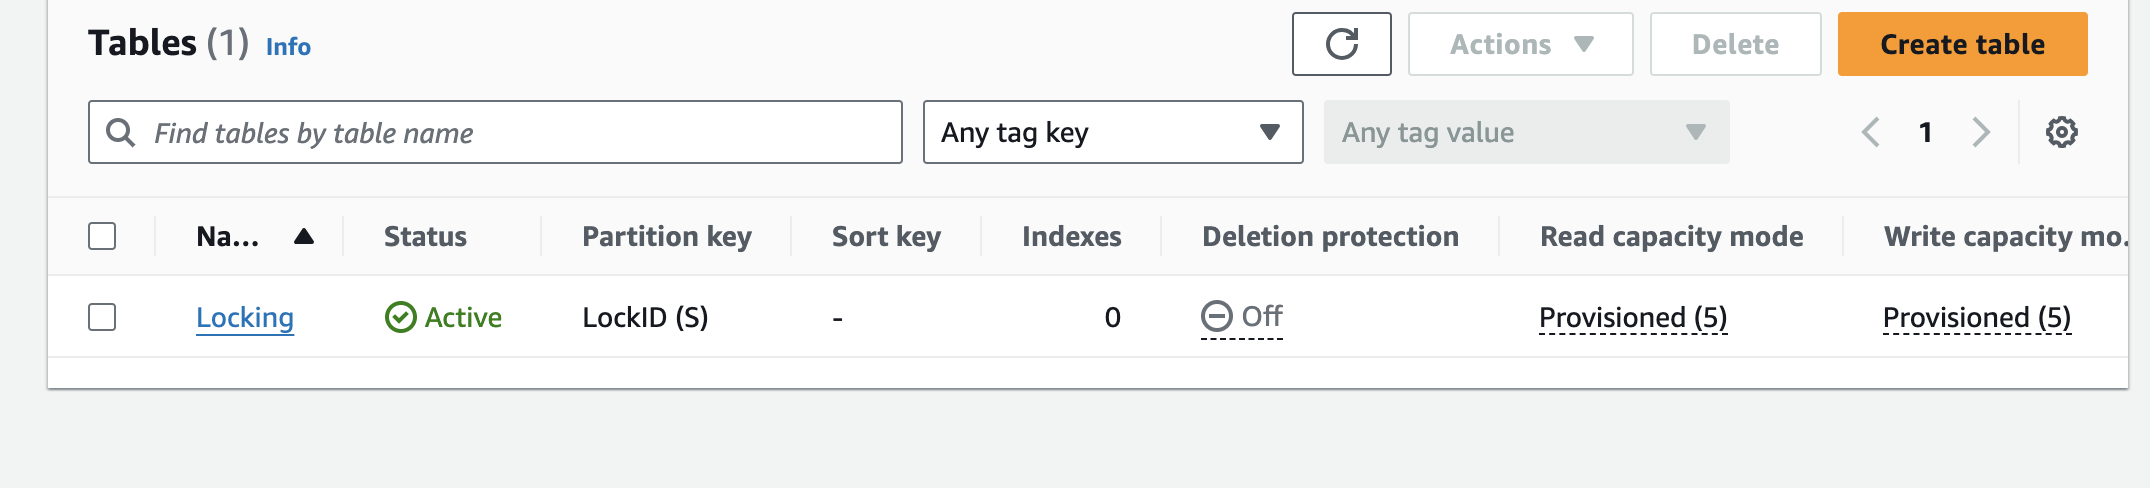 Tables (1) Info
Actions
Delete
Create table
Find tables by table name
Any tag key
Any tag value
1
Na... Status Partition key Sort key Indexes Deletion protection Read capacity mode Write capacity mo.
Locking Active LockID (S) - 0 Off Provisioned (5) Provisioned (5)